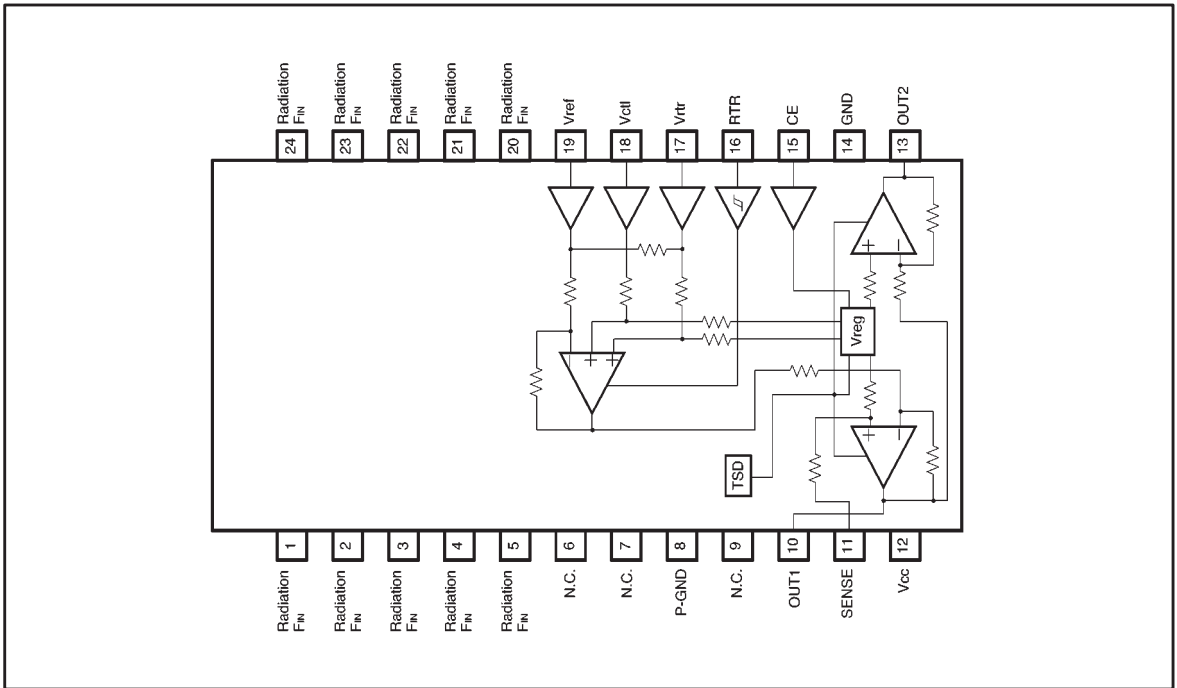 Radiation
FIN
Radiation
FIN
Radiation
FIN
Radiation
FIN
Radiation
FIN
Vref
Vctl
Vrtr
RTR
CE
GND
OUT2
24
23
22
21
20
19
18
17
16
15
14
13
+
−
Vreg
+
+
+
−
TSD
1
2
3
4
5
6
7
8
9
10
11
12
Radiation
FIN
Radiation
FIN
Radiation
FIN
Radiation
FIN
Radiation
FIN
N.C.
N.C.
P-GND
N.C.
OUT1
SENSE
Vcc